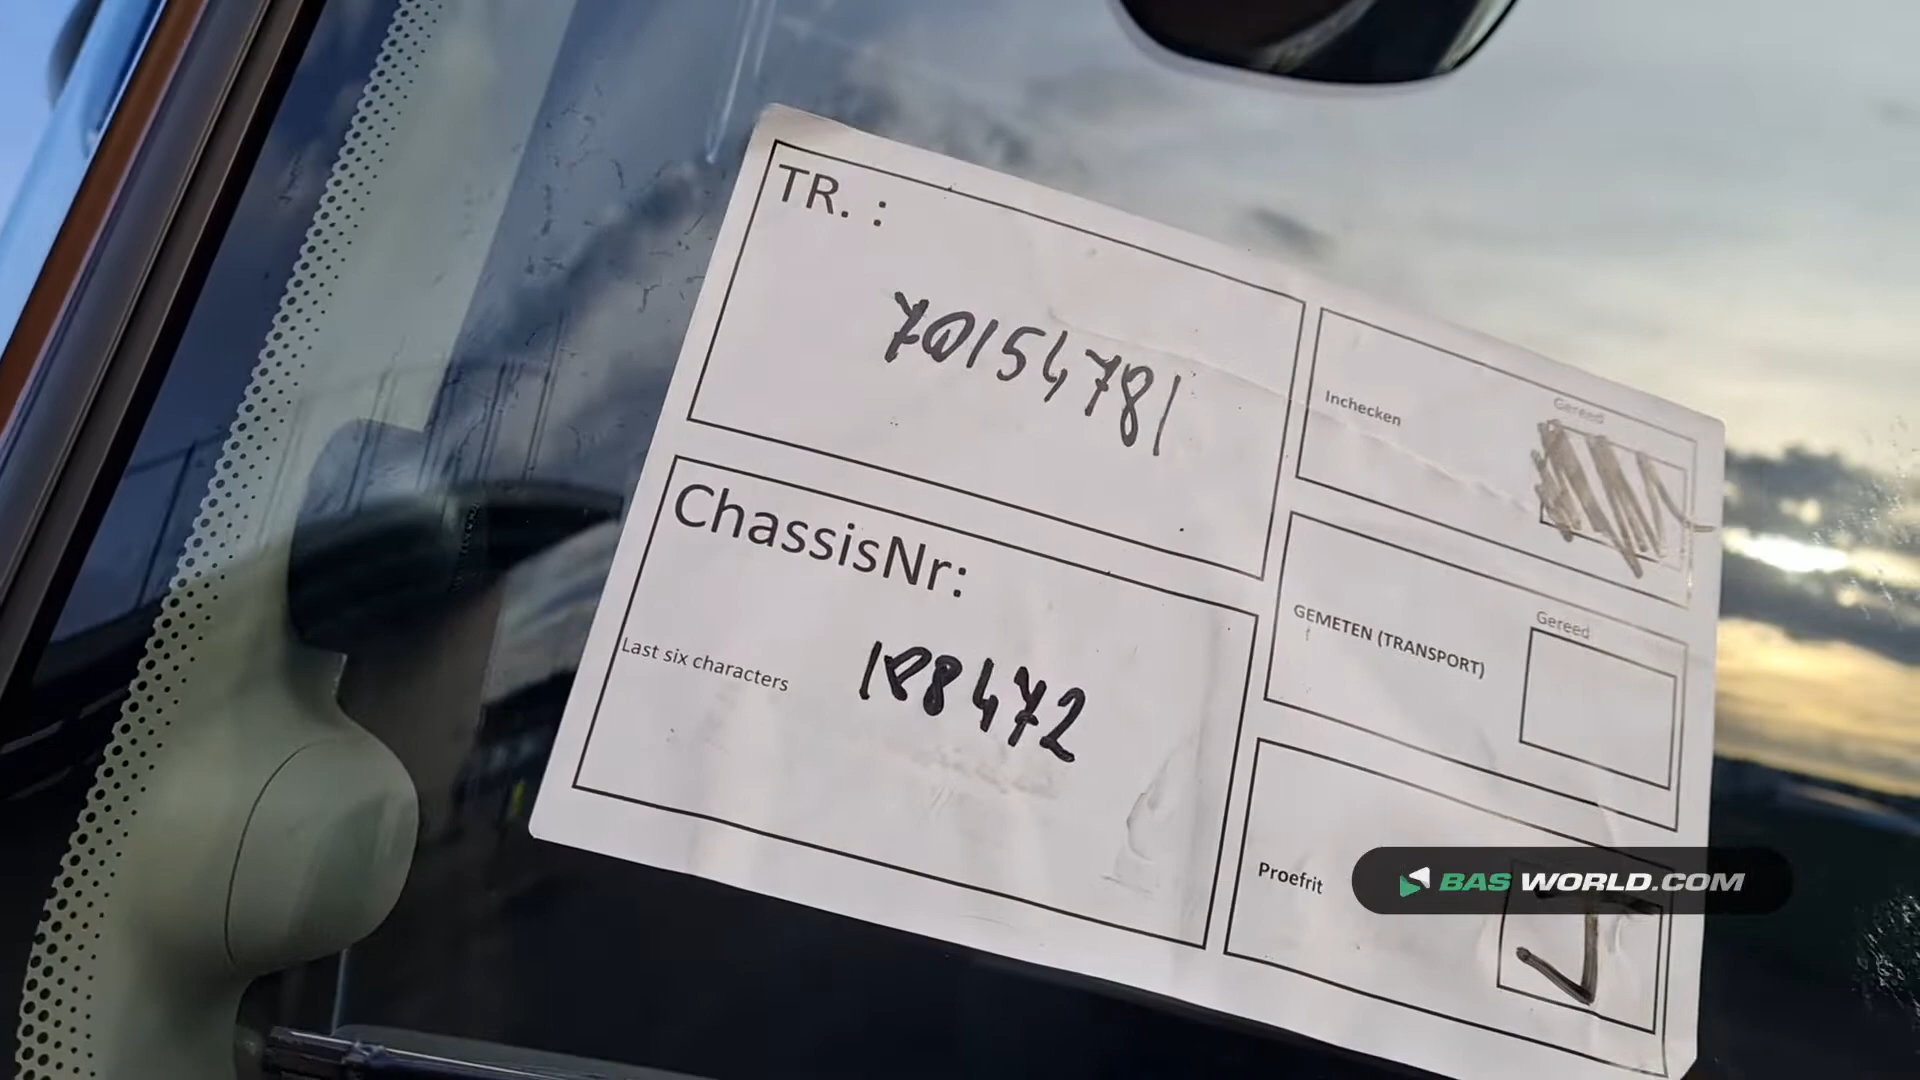 TR. :
70154781
ChassisNr:
Last six characters
188472
Inchecken
Gereed
GEMETEN (TRANSPORT)
Gereed
Proefrit
J
BAS WORLD.COM